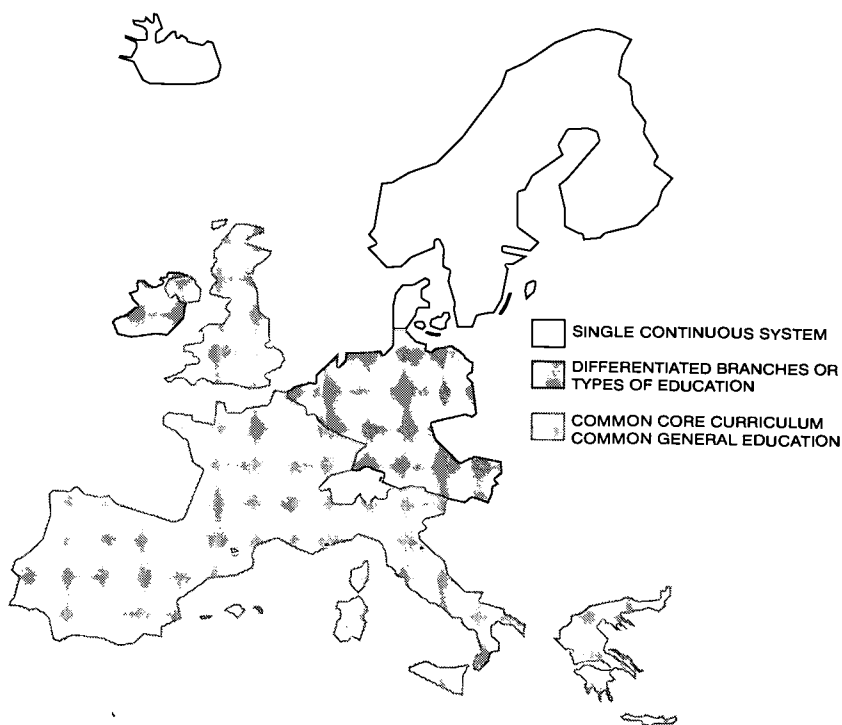 SINGLE CONTINUOUS SYSTEM
DIFFERENTIATED BRANCHES OR
TYPES OF EDUCATION
COMMON CORE CURRICULUM
COMMON GENERAL EDUCATION